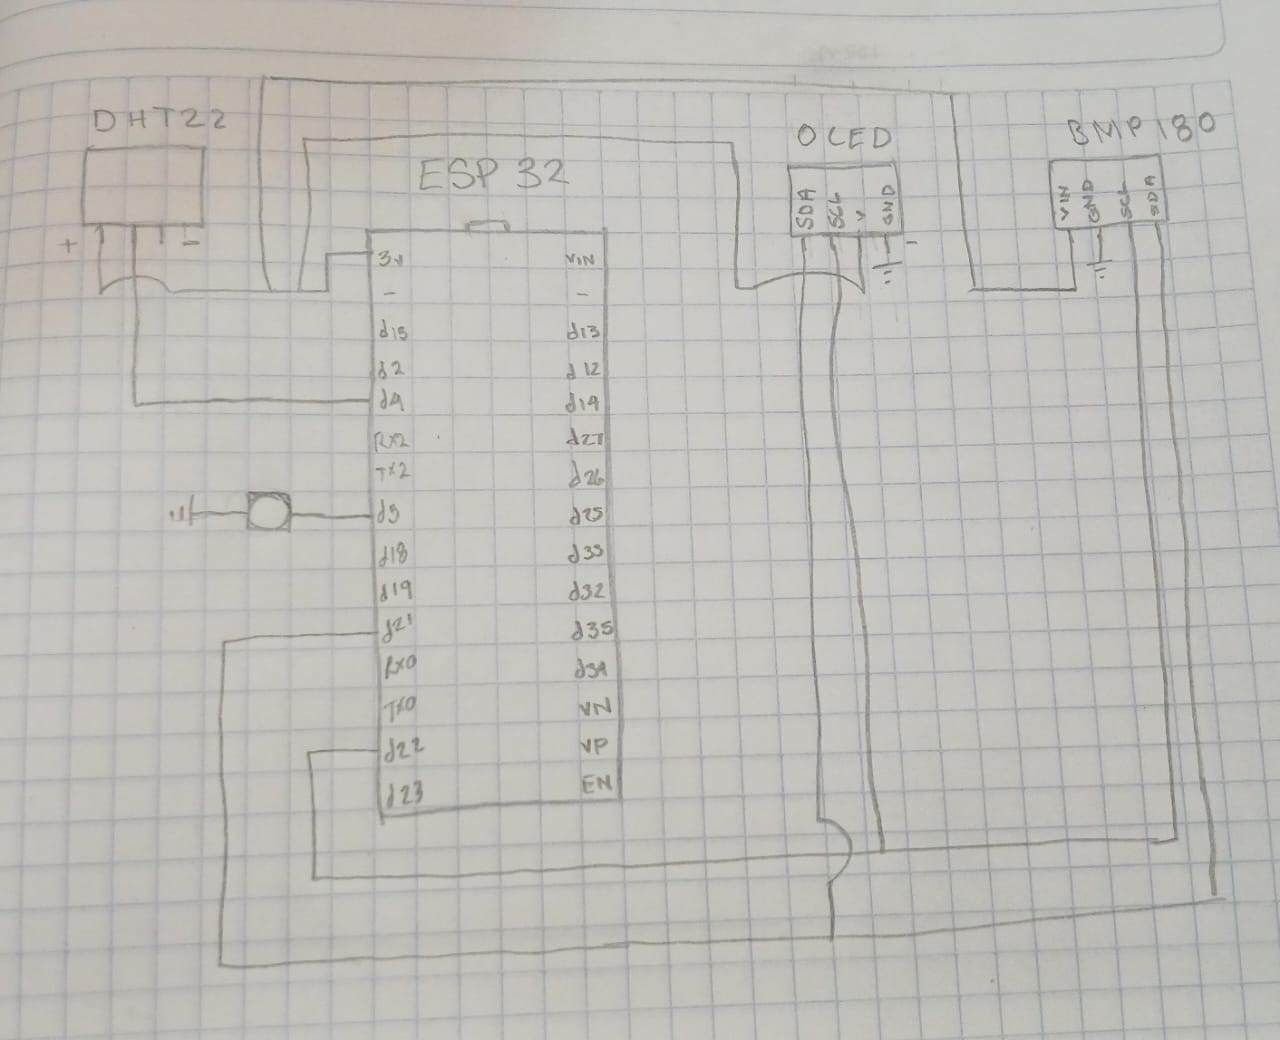 DHT22
OLED
BMP 180
ESP 32
SDA
SCL
V
GND
VIN
GND
SCL
SDA
+
-
-
3v
VIN
-
-
d15
d13
d2
d12
d4
d14
RX2
d27
TX2
d26
d5
d25
d18
d33
d19
d32
d21
d35
RX0
d34
TX0
VN
d22
VP
d23
EN